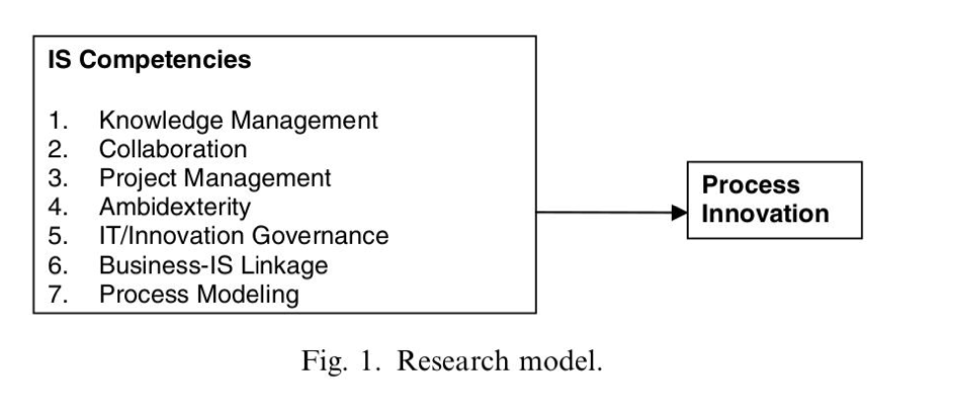 IS Competencies
1. Knowledge Management
2. Collaboration
3. Project Management
4. Ambidexterity
5. IT/Innovation Governance
6. Business-IS Linkage
7. Process Modeling
Process
Innovation
Fig. 1. Research model.